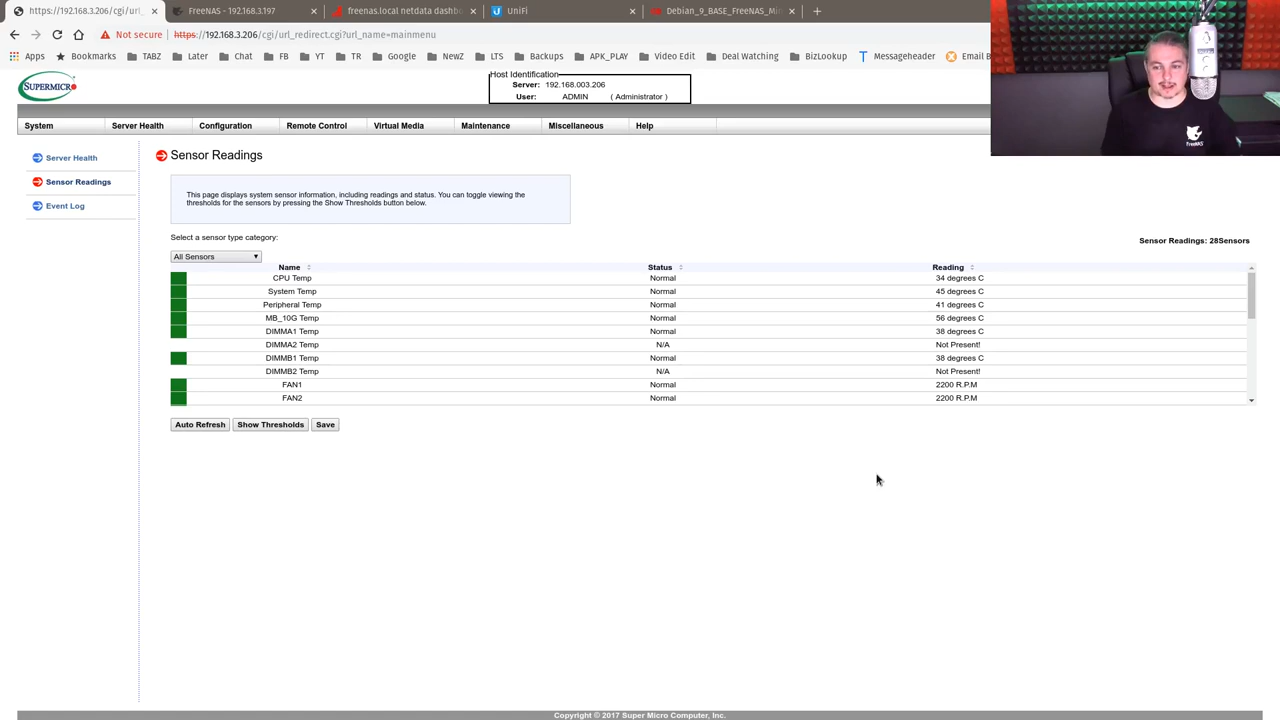 https://192.168.3.206/cgi/url_
FreeNAS - 192.168.3.197
freenas.local netdata dashbo
UniFi
Debian_9_BASE_FreeNAS_Mi
Not secure
https://192.168.3.206/cgi/url_redirect.cgi?url_name=mainmenu
Apps
Bookmarks
TABZ
Later
Chat
FB
YT
TR
Google
NewZ
LTS
Backups
APK_PLAY
Video Edit
Deal Watching
BizLookup
Messageheader
Email B
SUPERMICRO
Host Identification
Server: 192.168.003.206
User: ADMIN ( Administrator )
System
Server Health
Configuration
Remote Control
Virtual Media
Maintenance
Miscellaneous
Help
Server Health
Sensor Readings
Event Log
Sensor Readings
This page displays system sensor information, including readings and status. You can toggle viewing the
thresholds for the sensors by pressing the Show Thresholds button below.
Select a sensor type category:
Sensor Readings: 28Sensors
All Sensors
Name Status Reading
CPU Temp Normal 34 degrees C
System Temp Normal 45 degrees C
Peripheral Temp Normal 41 degrees C
MB_10G Temp Normal 56 degrees C
DIMMA1 Temp Normal 38 degrees C
DIMMA2 Temp N/A Not Present!
DIMMB1 Temp Normal 38 degrees C
DIMMB2 Temp N/A Not Present!
FAN1 Normal 2200 R.P.M
FAN2 Normal 2200 R.P.M
Auto Refresh
Show Thresholds
Save
FreeNAS
Copyright © 2017 Super Micro Computer, Inc.